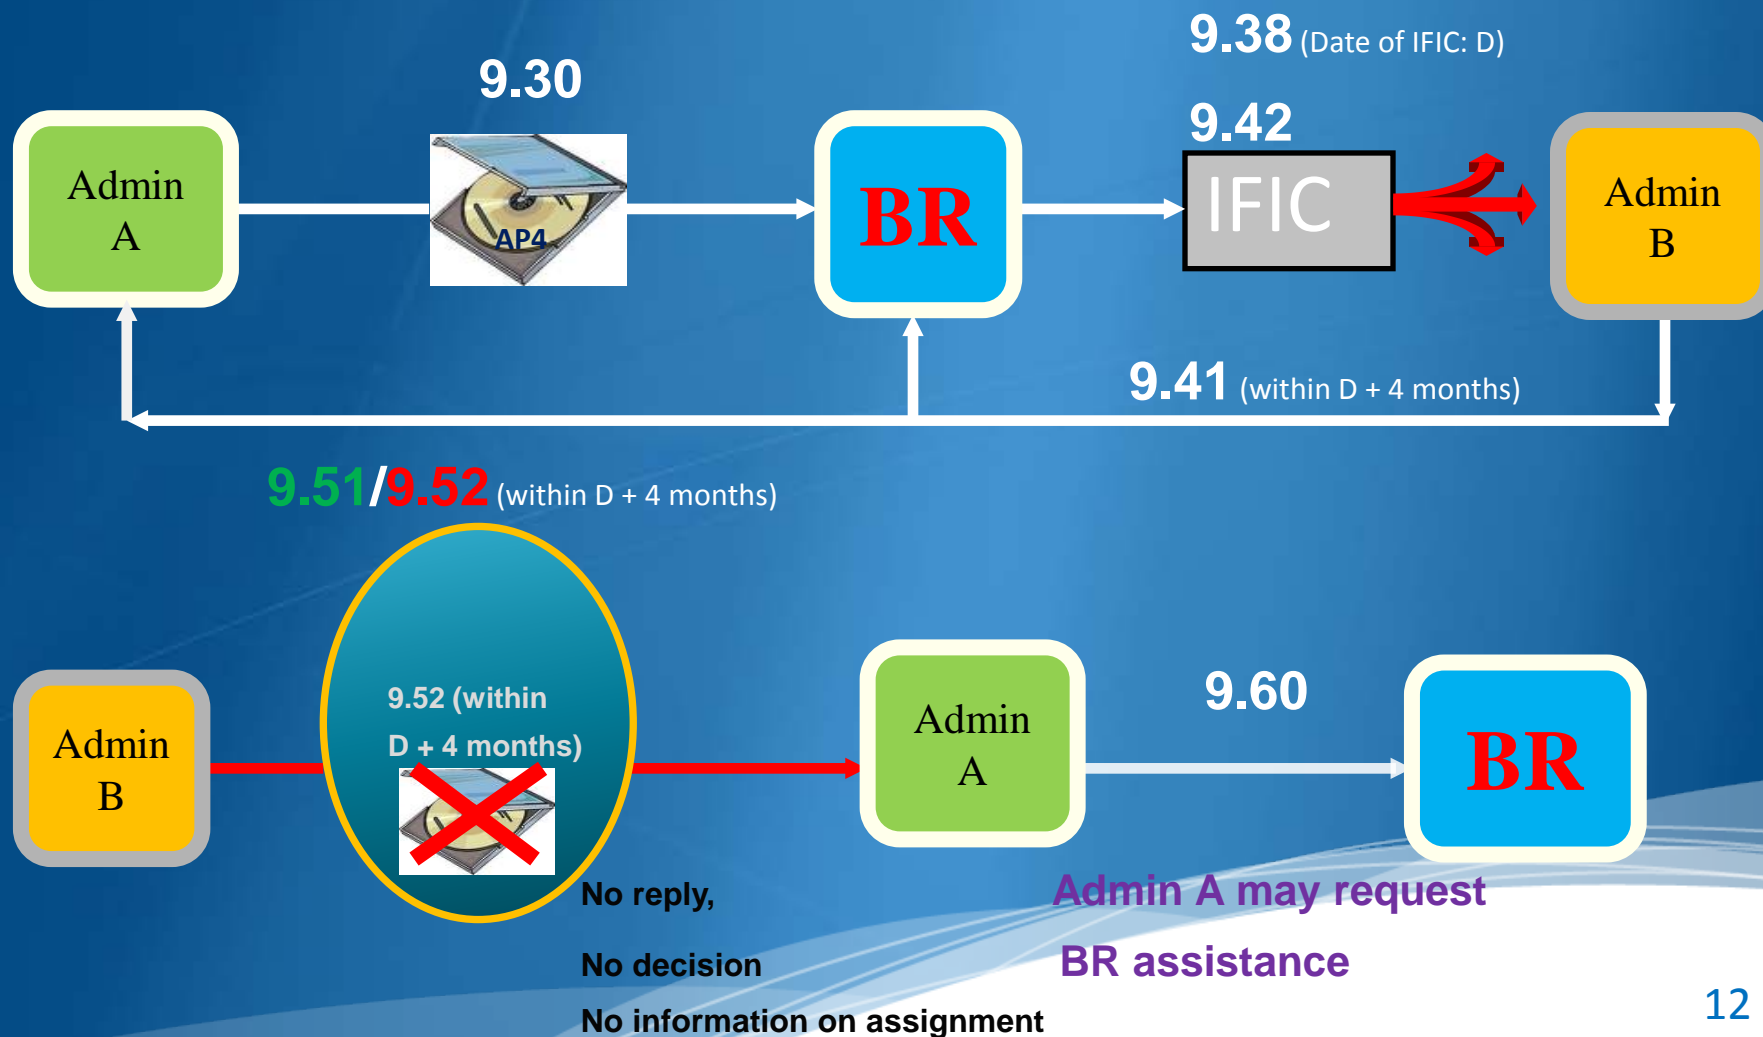 9.38 (Date of IFIC: D)
9.30
9.42
Admin
A
AP4
BR
IFIC
Admin
B
9.41 (within D + 4 months)
9.51/9.52 (within D + 4 months)
Admin
B
9.52 (within
D + 4 months)
Admin
A
9.60
BR
No reply,
No decision
No information on assignment
Admin A may request
BR assistance
12